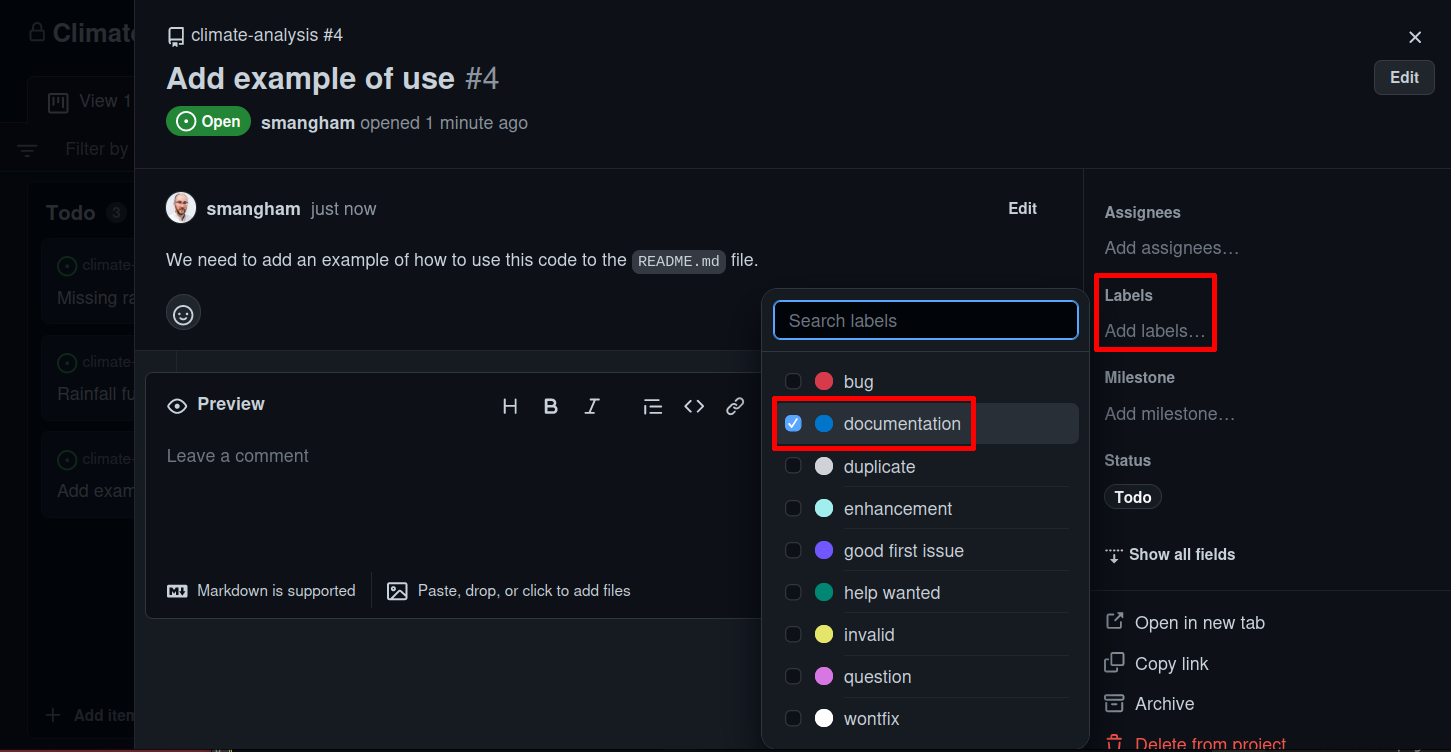 Climate
climate-analysis #4
Add example of use #4
Edit
View 1
Open
smangham opened 1 minute ago
Filter by
Todo 3
smangham just now
Edit
Assignees
Add assignees…
climate-
Missing ra
We need to add an example of how to use this code to the README.md file.
Labels
Add labels…
Search labels
climate-
Rainfall fu
bug
documentation
duplicate
enhancement
good first issue
help wanted
invalid
question
wontfix
Milestone
Add milestone…
Preview
H B I
Leave a comment
climate-
Add exam
Status
Todo
Show all fields
Markdown is supported
Paste, drop, or click to add files
Open in new tab
Copy link
Archive
Delete from project
Add item